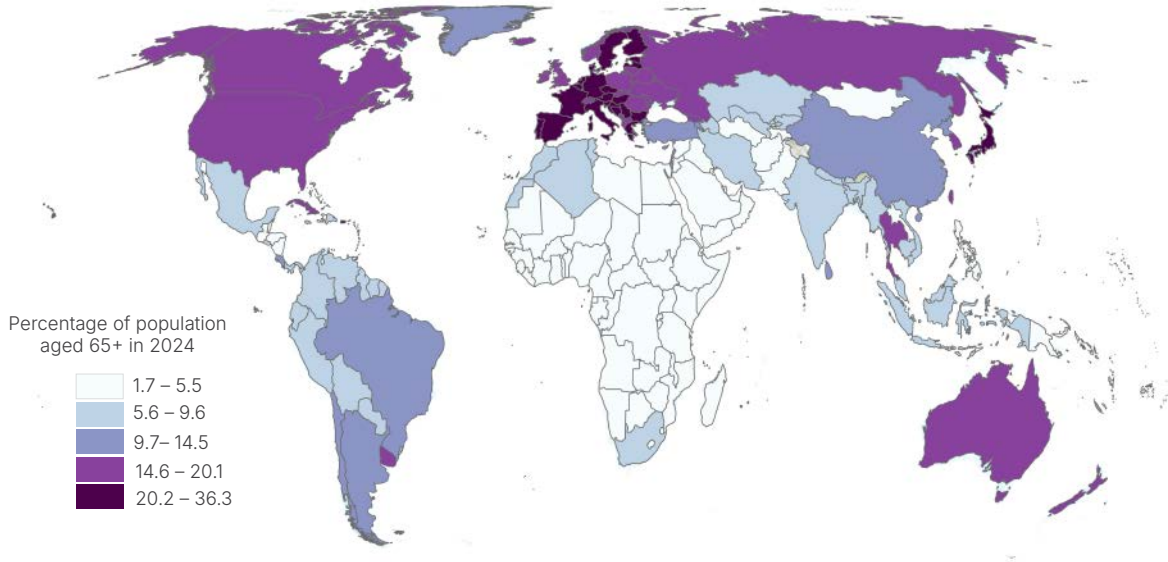 Percentage of population
aged 65+ in 2024
1.7 – 5.5
5.6 – 9.6
9.7– 14.5
14.6 – 20.1
20.2 – 36.3